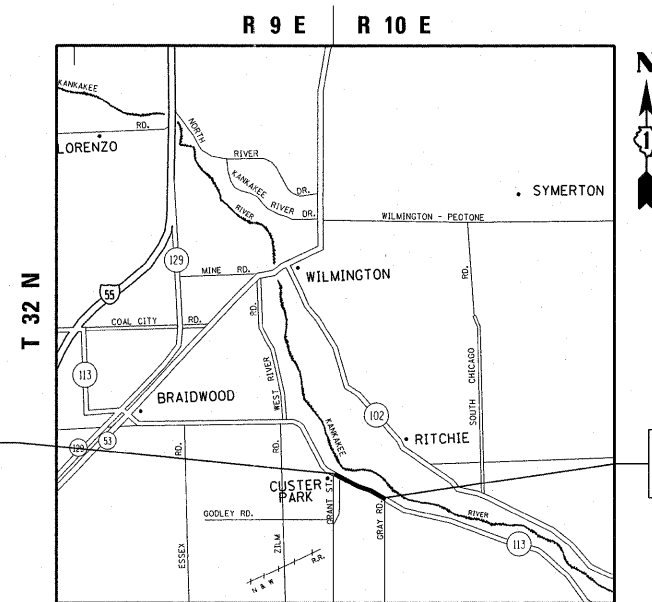 R 9 E
R 10 E
N
T 32 N
KANKAKEE
RD.
LORENZO
NORTH
RIVER
DR.
KANKAKEE RIVER DR.
RIVER
SYMERTON
WILMINGTON - PEOTONE
RD.
129
MINE RD.
WILMINGTON
55
COAL CITY RD.
113
WEST RIVER RD.
SOUTH CHICAGO
BRAIDWOOD
102
KANKAKEE
RITCHIE
129
53
ESSEX RD.
ZILM RD.
CUSTER PARK
GRANT ST.
GODLEY RD.
GRAY RD.
RIVER
113
N & W R.R.